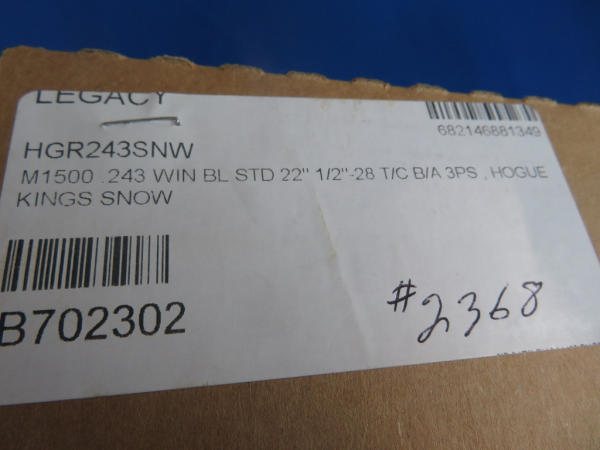 LEGACY
682146881349
HGR243SNW
M1500 .243 WIN BL STD 22" 1/2"-28 T/C B/A 3PS , HOGUE
KINGS SNOW
B702302
#2368